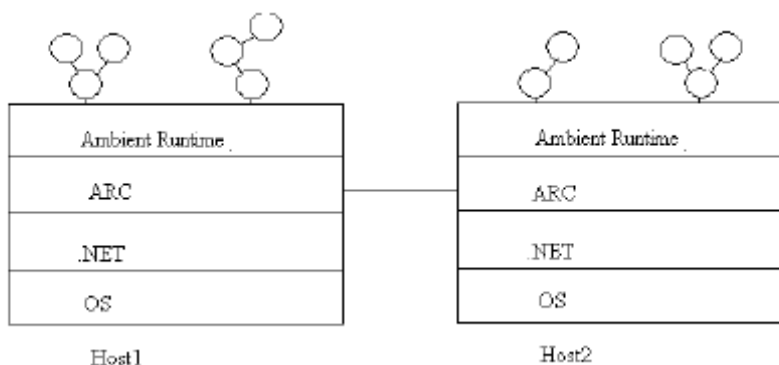 Ambient Runtime
Ambient Runtime
ARC
ARC
.NET
.NET
OS
OS
Host1
Host2